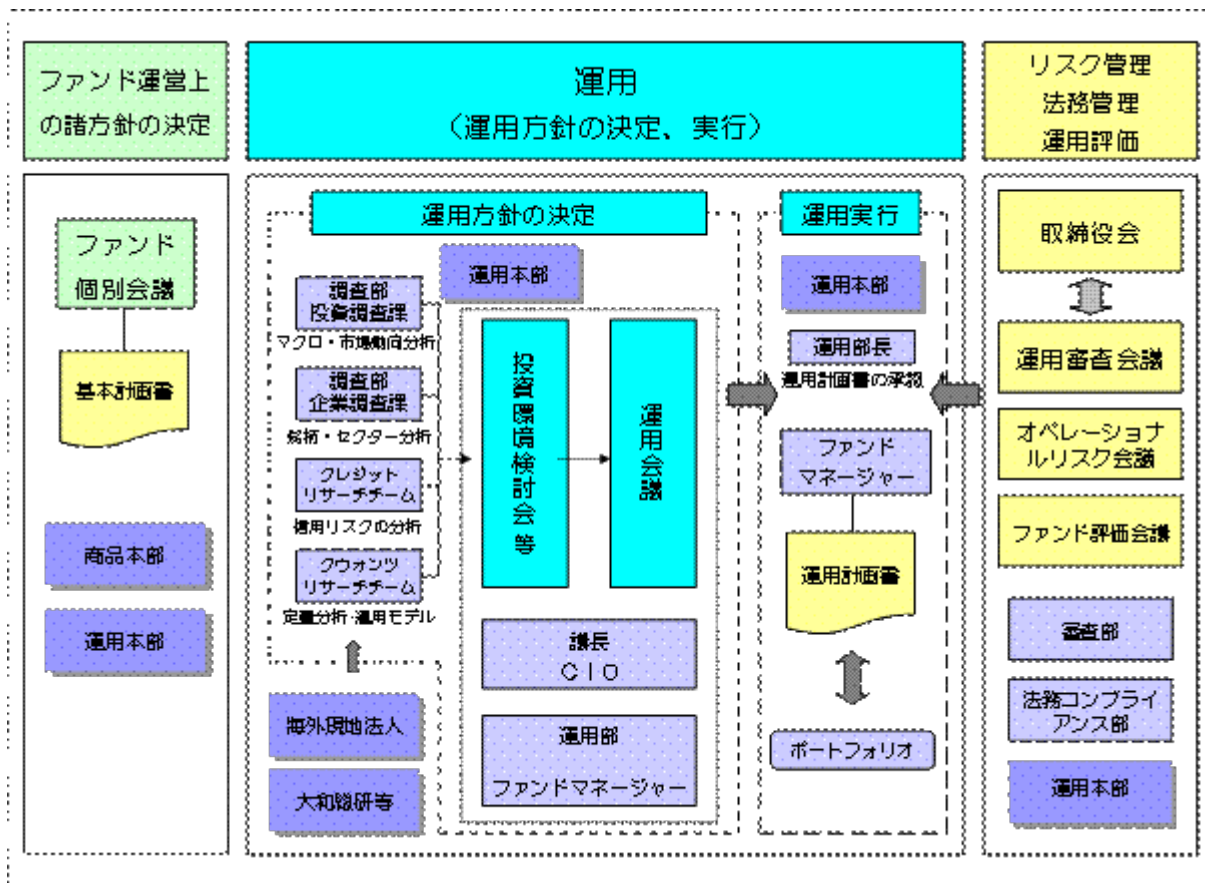 ファンド運営上
の諸方針の決定
運用
（運用方針の決定、実行）
リスク管理
法務管理
運用評価
ファンド
個別会議
基本計画書
商品本部
運用本部
運用方針の決定
運用本部
調査部
投資調査課
マクロ・市場動向分析
調査部
企業調査課
銘柄・セクター分析
クレジット
リサーチチーム
信用リスクの分析
クウォンツ
リサーチチーム
定量分析・運用モデル
海外現地法人
大和総研等
投資環境検討会等
運用会議
議長
ＣＩＯ
運用部
ファンドマネージャー
運用実行
運用本部
運用部長
運用計画書の承認
ファンド
マネージャー
運用計画書
ポートフォリオ
取締役会
運用審査会議
オペレーショナ
ルリスク会議
ファンド評価会議
審査部
法務コンプライ
アンス部
運用本部